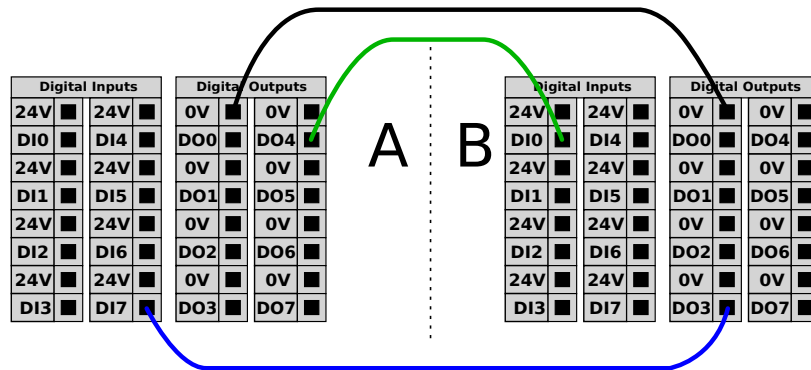 Digital Inputs Digital Outputs Digital Inputs Digital Outputs
24V 24V 0V 0V 24V 24V 0V 0V
DI0 DI4 DO0 DO4 A B DI0 DI4 DO0 DO4
24V 24V 0V 0V 24V 24V 0V 0V
DI1 DI5 DO1 DO5 DI1 DI5 DO1 DO5
24V 24V 0V 0V 24V 24V 0V 0V
DI2 DI6 DO2 DO6 DI2 DI6 DO2 DO6
24V 24V 0V 0V 24V 24V 0V 0V
DI3 DI7 DO3 DO7 DI3 DI7 DO3 DO7